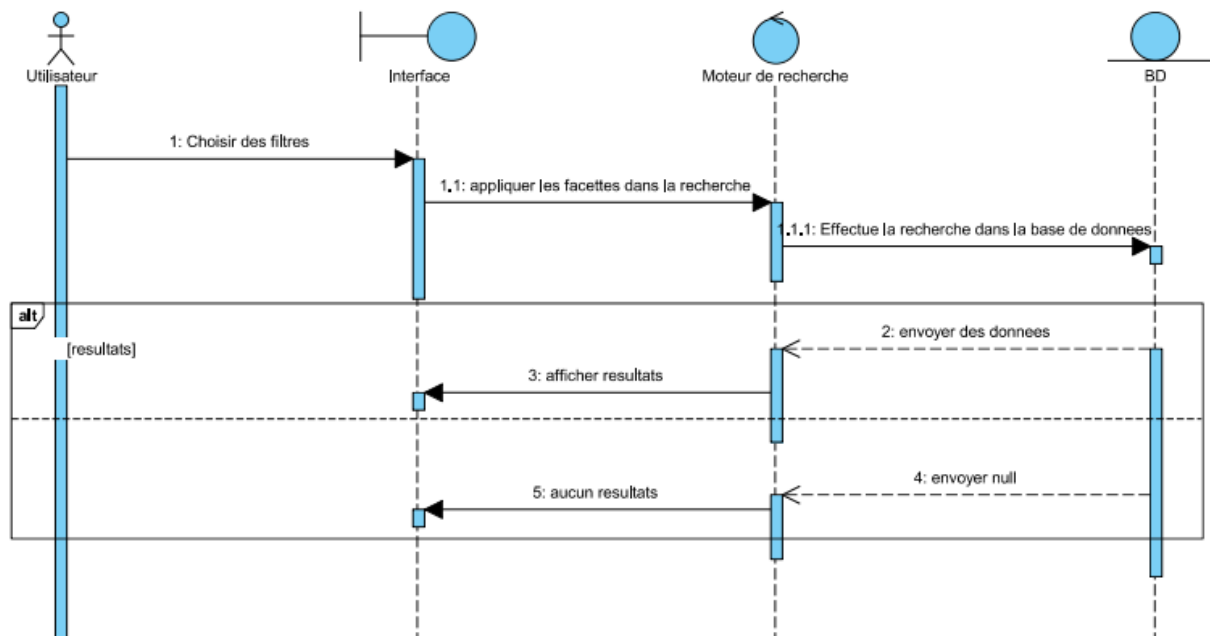 Utilisateur
Interface
Moteur de recherche
BD
1: Choisir des filtres
1.1: appliquer les facettes dans la recherche
1.1.1: Effectue la recherche dans la base de donnees
alt
[resultats]
2: envoyer des donnees
3: afficher resultats
4: envoyer null
5: aucun resultats